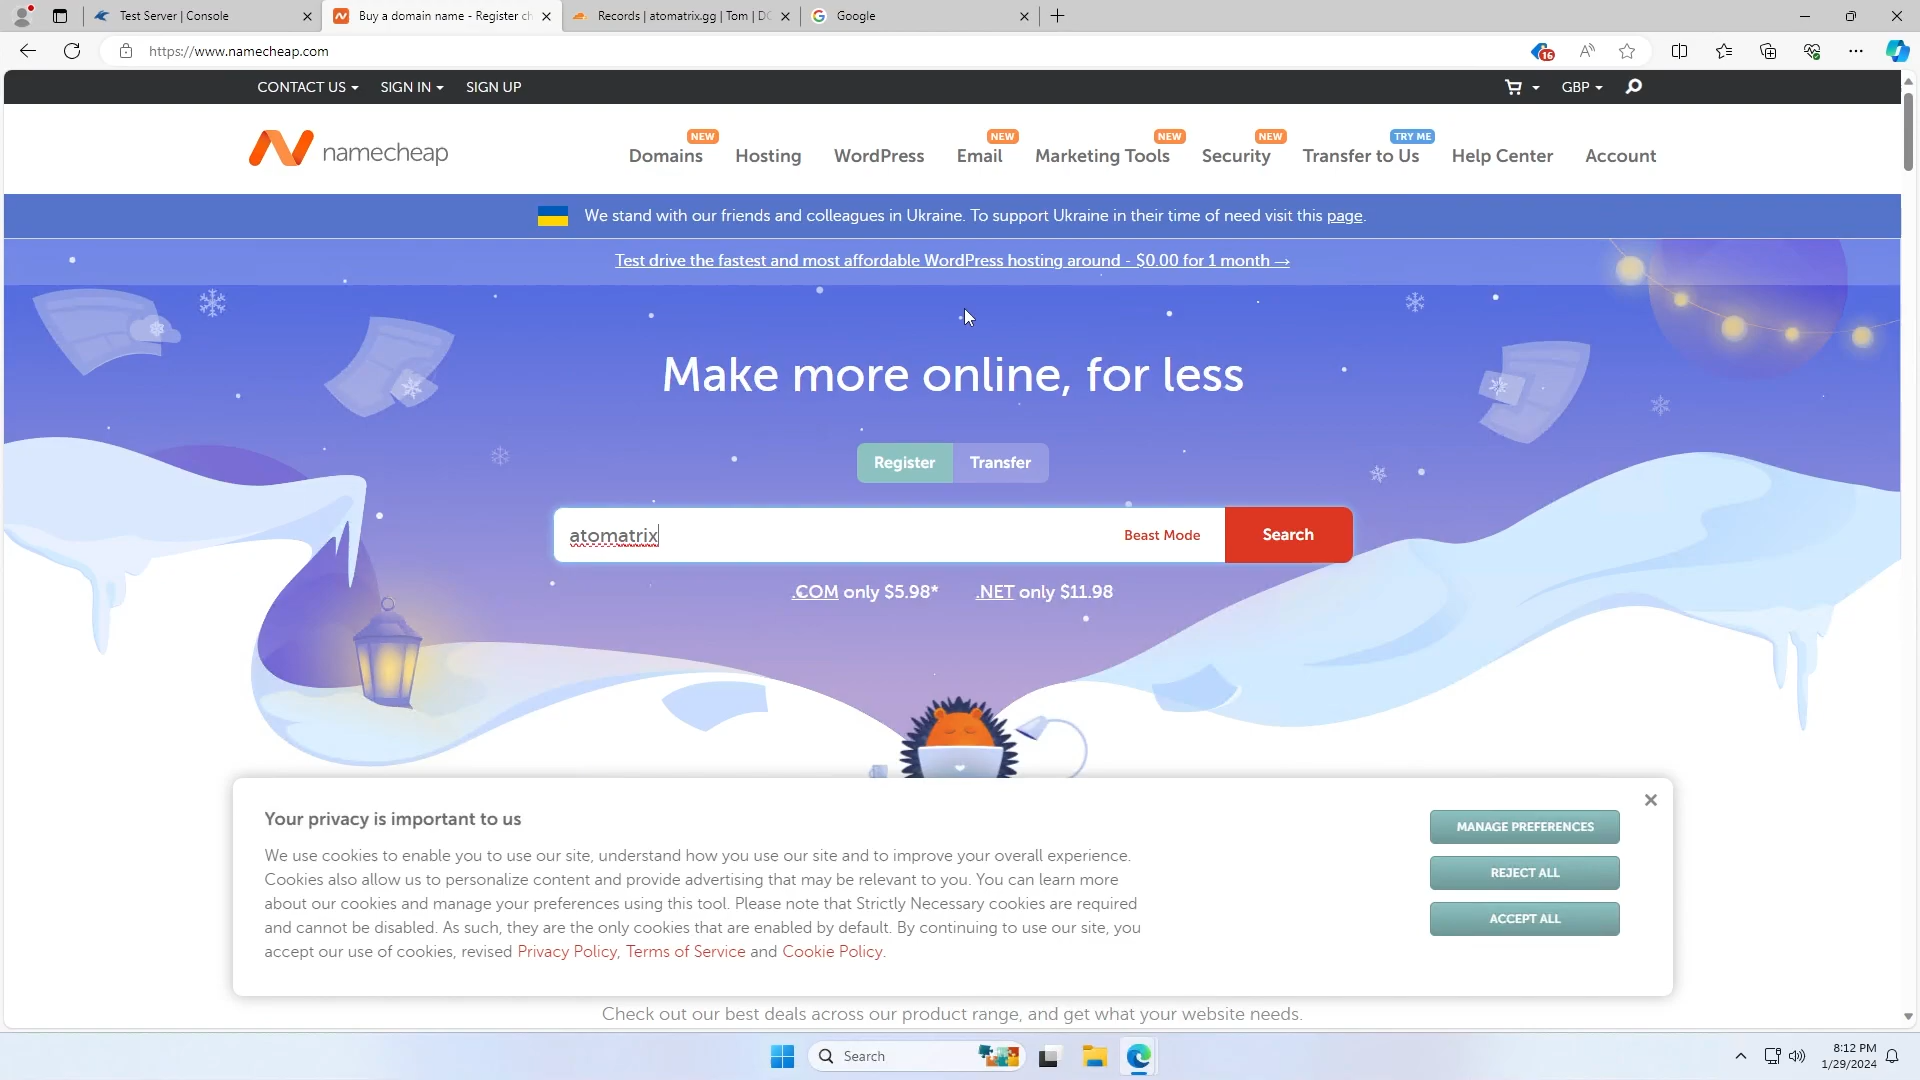 Test Server | Console
Buy a domain name - Register ch
Records | atomatrix.gg | Tom | DC
Google
https://www.namecheap.com
16
CONTACT US
SIGN IN
SIGN UP
GBP
namecheap
NEW
NEW
NEW
NEW
TRY ME
Domains
Hosting
WordPress
Email
Marketing Tools
Security
Transfer to Us
Help Center
Account
We stand with our friends and colleagues in Ukraine. To support Ukraine in their time of need visit this page.
Test drive the fastest and most affordable WordPress hosting around - $0.00 for 1 month →
Make more online, for less
Register
Transfer
atomatrix
Beast Mode
Search
.COM only $5.98*
.NET only $11.98
Your privacy is important to us
We use cookies to enable you to use our site, understand how you use our site and to improve your overall experience.
Cookies also allow us to personalize content and provide advertising that may be relevant to you. You can learn more
about our cookies and manage your preferences using this tool. Please note that Strictly Necessary cookies are required
and cannot be disabled. As such, they are the only cookies that are enabled by default. By continuing to use our site, you
accept our use of cookies, revised Privacy Policy, Terms of Service and Cookie Policy.
MANAGE PREFERENCES
REJECT ALL
ACCEPT ALL
Check out our best deals across our product range, and get what your website needs.
Search
8:12 PM
1/29/2024